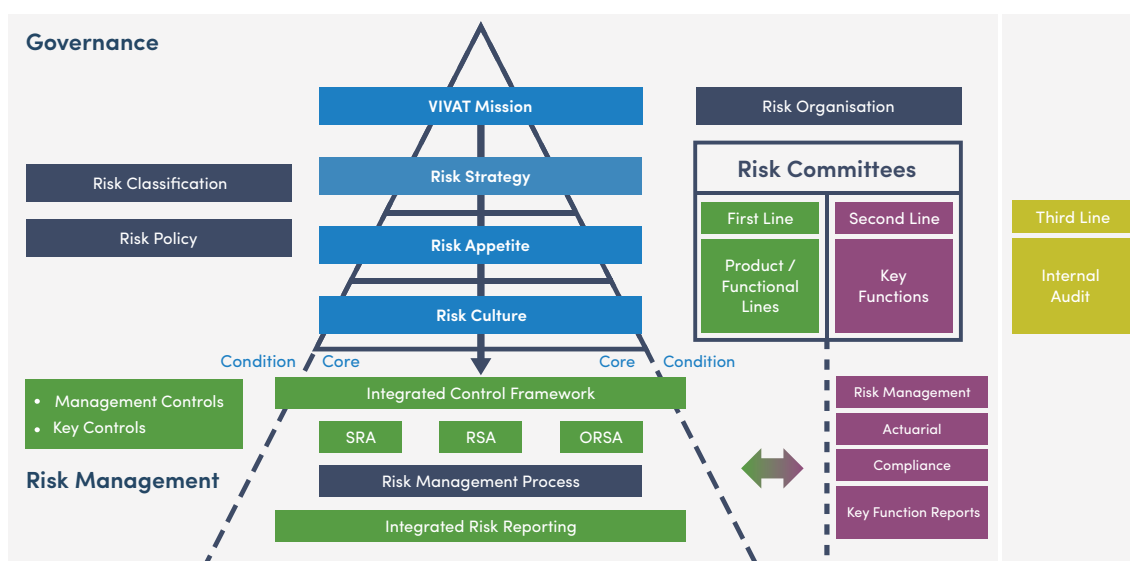 Governance
VIVAT Mission
Risk Organisation
Risk Strategy
Risk Committees
Risk Classification
Risk Policy
First Line
Second Line
Third Line
Risk Appetite
Product /
Functional
Lines
Key
Functions
Internal
Audit
Risk Culture
Condition
Core
Core
Condition
• Management Controls
• Key Controls
Integrated Control Framework
Risk Management
Actuarial
Compliance
Key Function Reports
SRA
RSA
ORSA
Risk Management
Risk Management Process
Integrated Risk Reporting